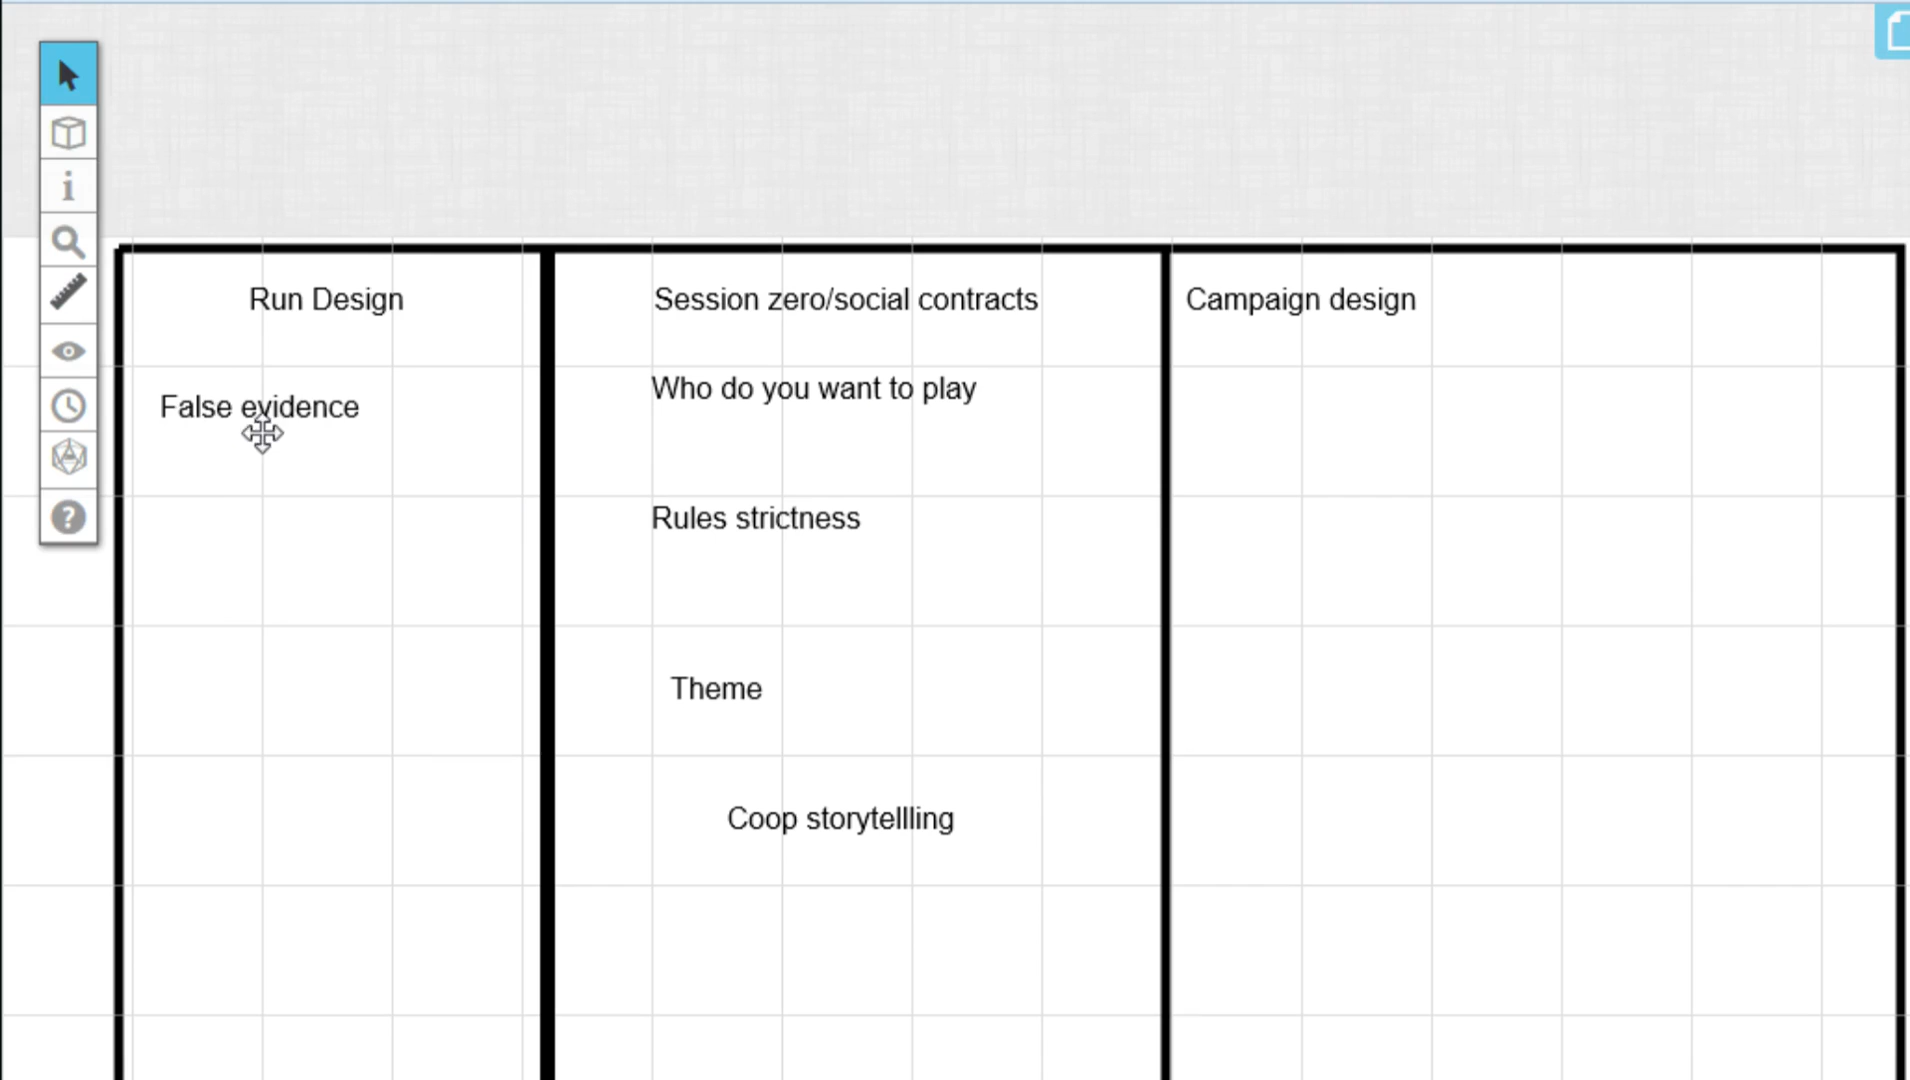 Run Design
Session zero/social contracts
Campaign design
False evidence
Who do you want to play
Rules strictness
Theme
Coop storytellling